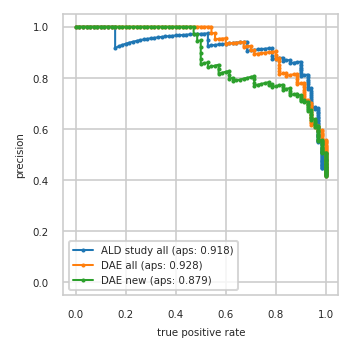 1.0
0.8
precision
0.6
0.4
0.2
0.0
ALD study all (aps: 0.918)
DAE all (aps: 0.928)
DAE new (aps: 0.879)
0.0 0.2 0.4 0.6 0.8 1.0
true positive rate